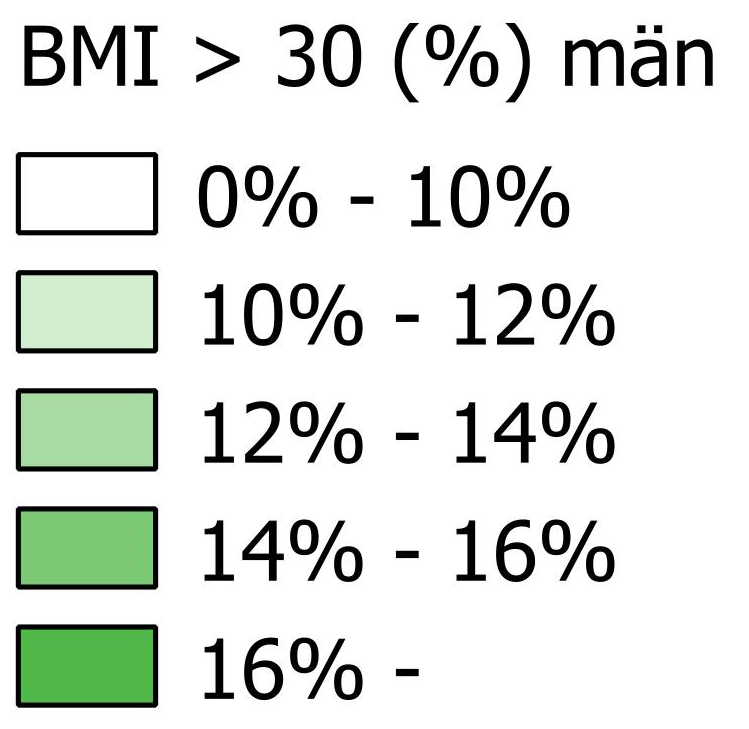 BMI > 30 (%) män
0% - 10%
10% - 12%
12% - 14%
14% - 16%
16% -